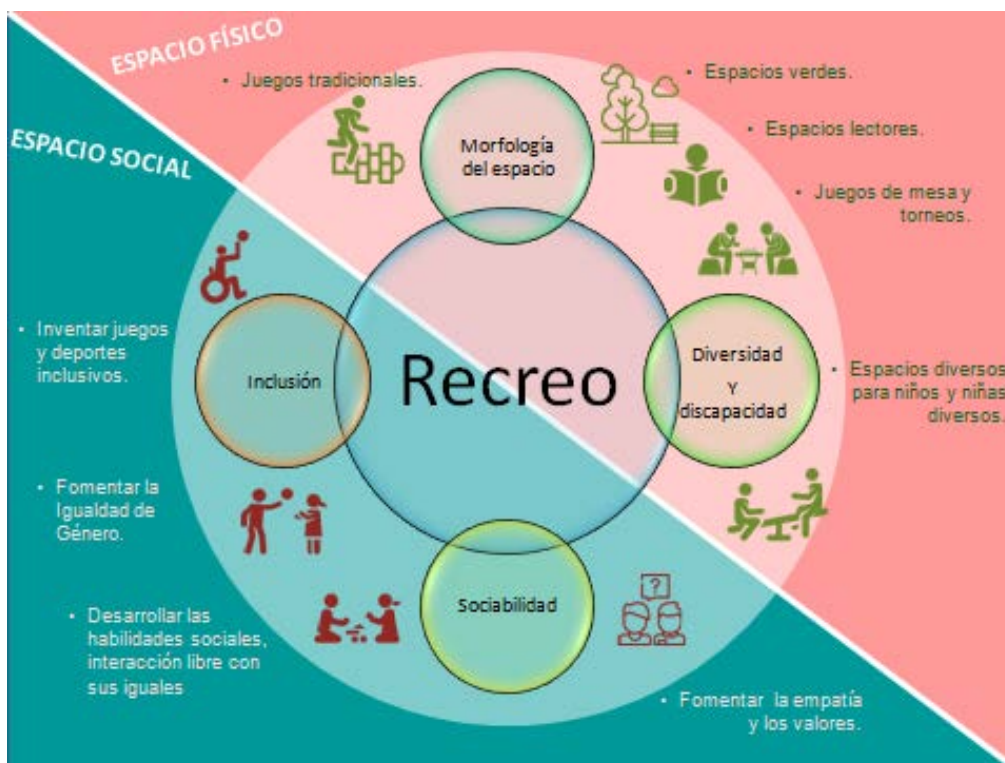 ESPACIO FÍSICO
ESPACIO SOCIAL
• Juegos tradicionales.
Morfología
del espacio
• Espacios verdes.
• Espacios lectores.
• Juegos de mesa y
torneos.
• Inventar juegos
y deportes
inclusivos.
Inclusión
Recreo
Diversidad
Y
discapacidad
• Espacios diversos
para niños y niñas
diversos.
• Fomentar la
Igualdad de
Género.
• Desarrollar las
habilidades sociales,
interacción libre con
sus iguales
Sociabilidad
?
• Fomentar la empatía
y los valores.